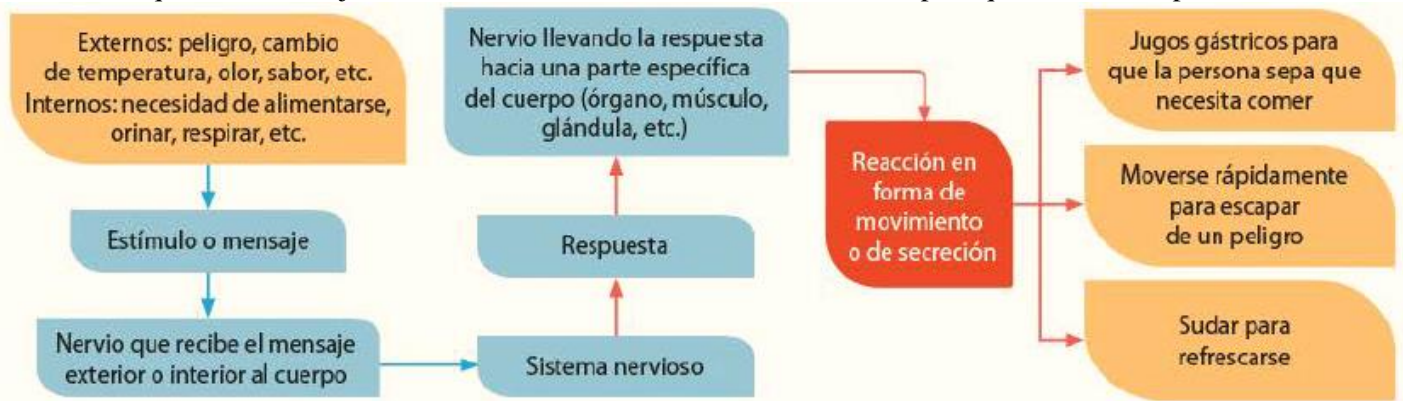 Externos: peligro, cambio
de temperatura, olor, sabor, etc.
Internos: necesidad de alimentarse,
orinar, respirar, etc.
Estímulo o mensaje
Nervio que recibe el mensaje
exterior o interior al cuerpo
Sistema nervioso
Respuesta
Nervio llevando la respuesta
hacia una parte específica
del cuerpo (órgano, músculo,
glándula, etc.)
Reacción en
forma de
movimiento
o de secreción
Jugos gástricos para
que la persona sepa que
necesita comer
Moverse rápidamente
para escapar
de un peligro
Sudar para
refrescarse